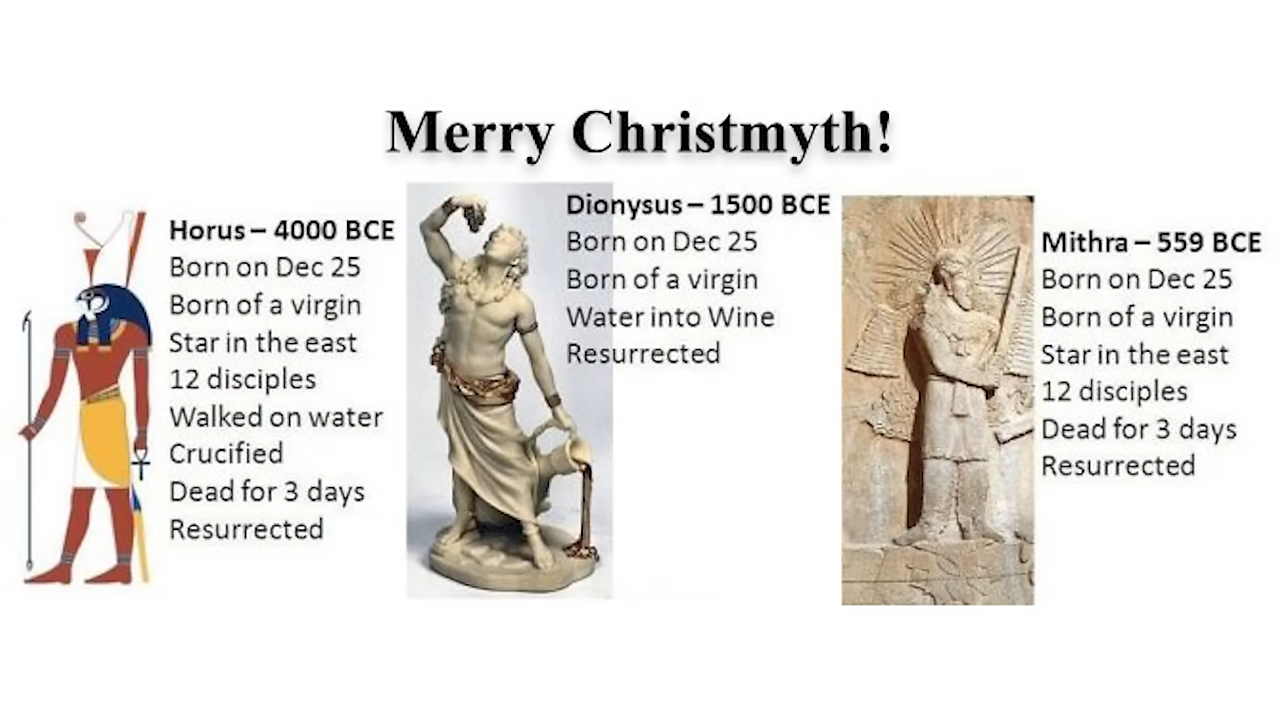 Merry Christmyth!
Horus – 4000 BCE
Born on Dec 25
Born of a virgin
Star in the east
12 disciples
Walked on water
Crucified
Dead for 3 days
Resurrected
Dionysus – 1500 BCE
Born on Dec 25
Born of a virgin
Water into Wine
Resurrected
Mithra – 559 BCE
Born on Dec 25
Born of a virgin
Star in the east
12 disciples
Dead for 3 days
Resurrected